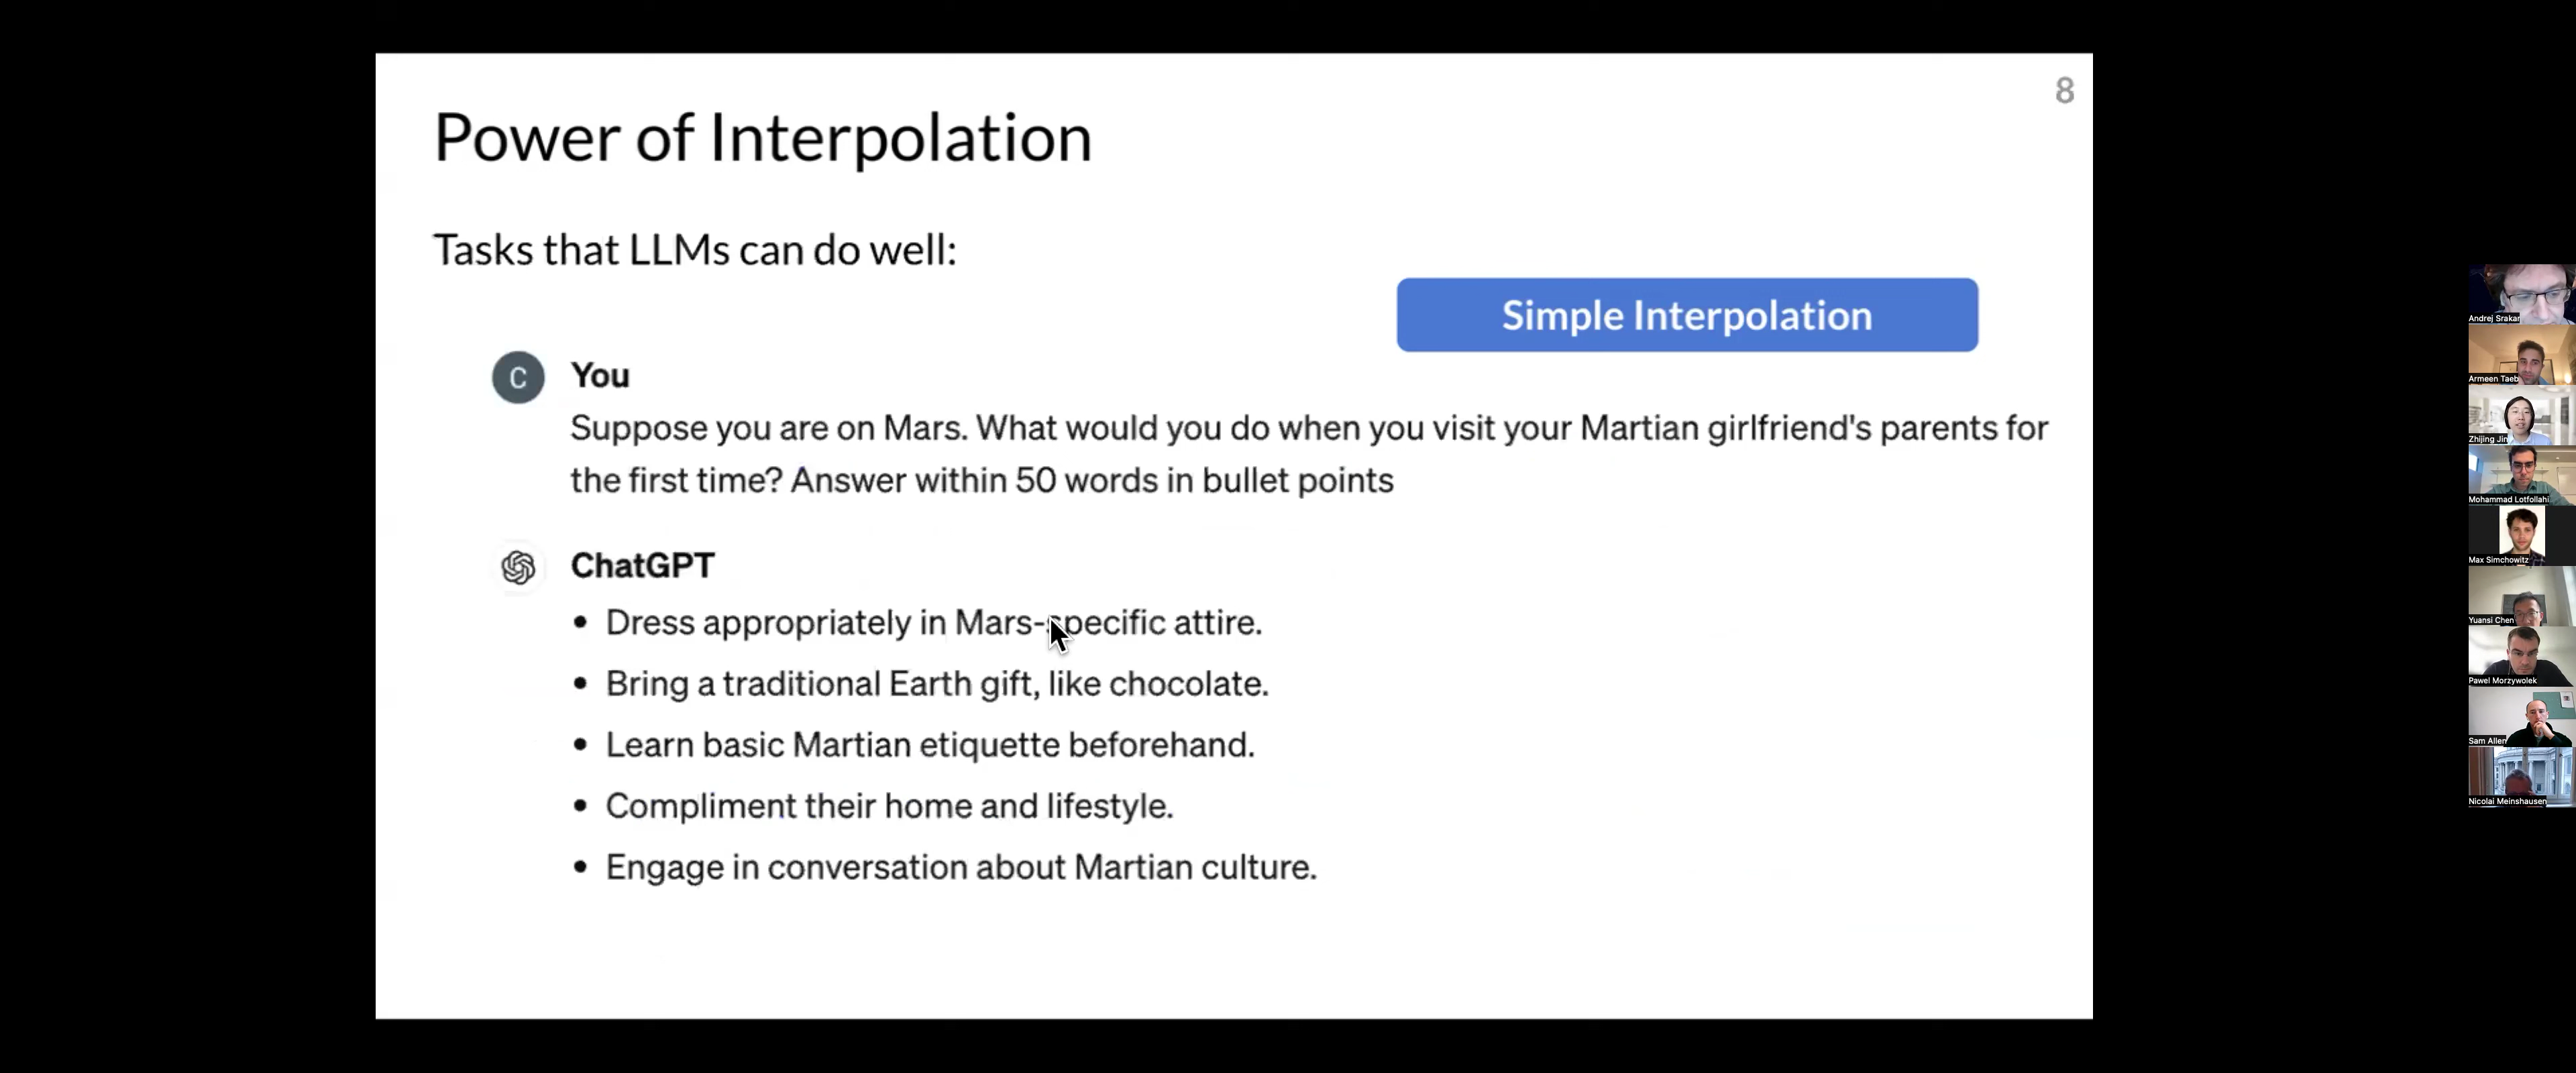 8
Power of Interpolation
Tasks that LLMs can do well:
Simple Interpolation
C
You
Suppose you are on Mars. What would you do when you visit your Martian girlfriend's parents for
the first time? Answer within 50 words in bullet points
ChatGPT
• Dress appropriately in Mars-specific attire.
• Bring a traditional Earth gift, like chocolate.
• Learn basic Martian etiquette beforehand.
• Compliment their home and lifestyle.
• Engage in conversation about Martian culture.
Andrej Srakar
Armeen Taeb
Zhijing Jin
Mohammad Lotfollahi
Max Simchowitz
Yuansi Chen
Pawel Morzywolek
Sam Allen
Nicolai Meinshausen